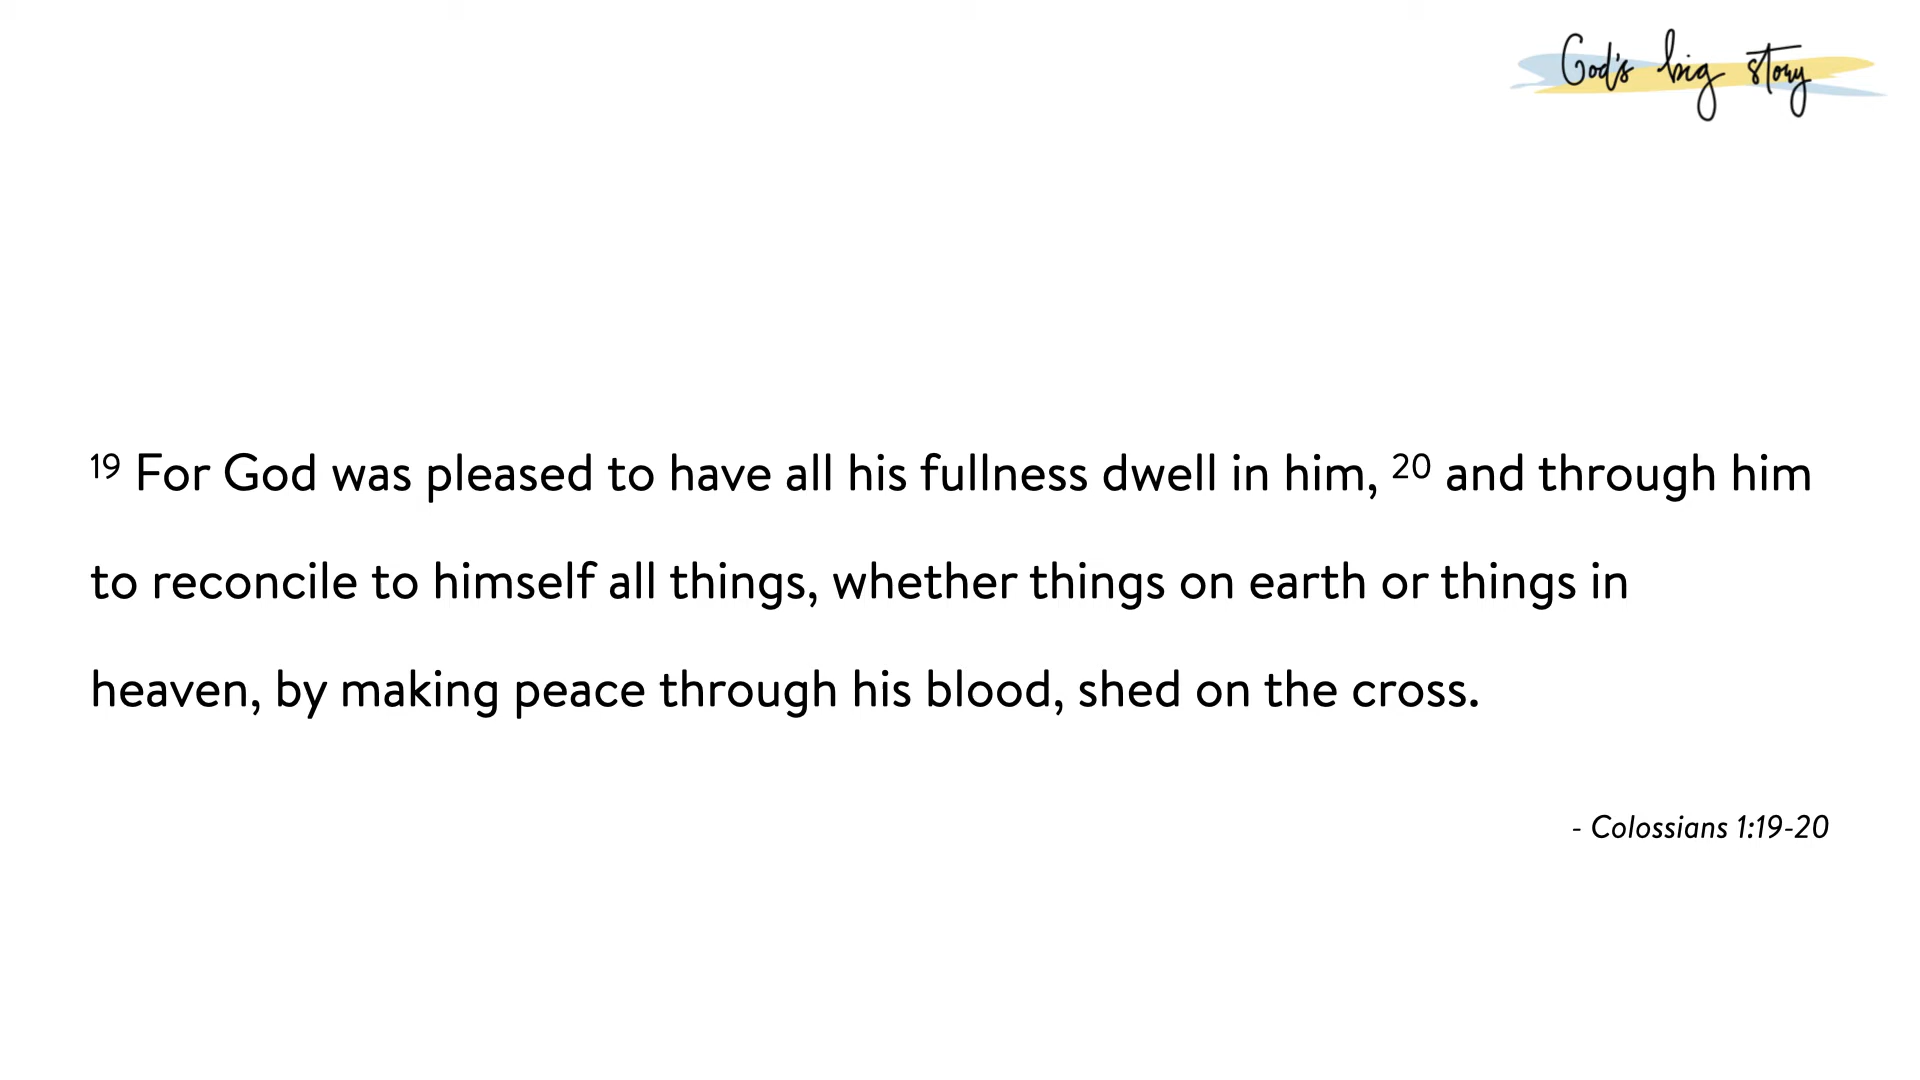 God's big story
19 For God was pleased to have all his fullness dwell in him, 20 and through him
to reconcile to himself all things, whether things on earth or things in
heaven, by making peace through his blood, shed on the cross.
- Colossians 1:19-20